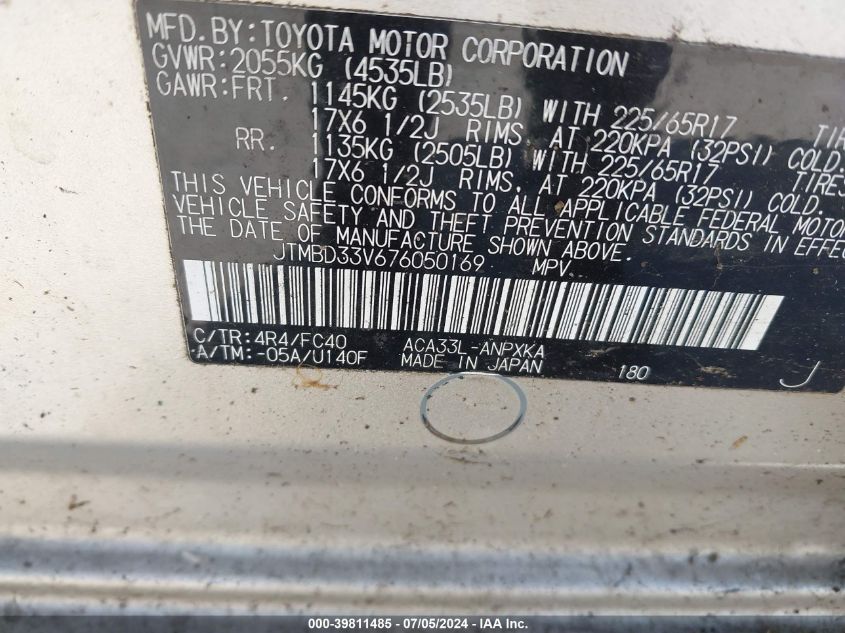 MFD. BY: TOYOTA MOTOR CORPORATION
GVWR: 2055KG (4535LB)
GAWR: FRT. 1145KG (2535LB) WITH 225/65R17
17X6 1/2J RIMS, AT 220KPA (32PSI) COLD.
RR. 1135KG (2505LB) WITH 225/65R17 TIRES
17X6 1/2J RIMS, AT 220KPA (32PSI) COLD.
THIS VEHICLE CONFORMS TO ALL APPLICABLE FEDERAL MOTOR
VEHICLE SAFETY AND THEFT PREVENTION STANDARDS IN EFFE
THE DATE OF MANUFACTURE SHOWN ABOVE.
JTMBD33V676050169 MPV
C/TR: 4R4/FC40 ACA33L-ANPXKA
A/TM: -05A/U140F MADE IN JAPAN 180 J
000-39811485 - 07/05/2024 - IAA Inc.